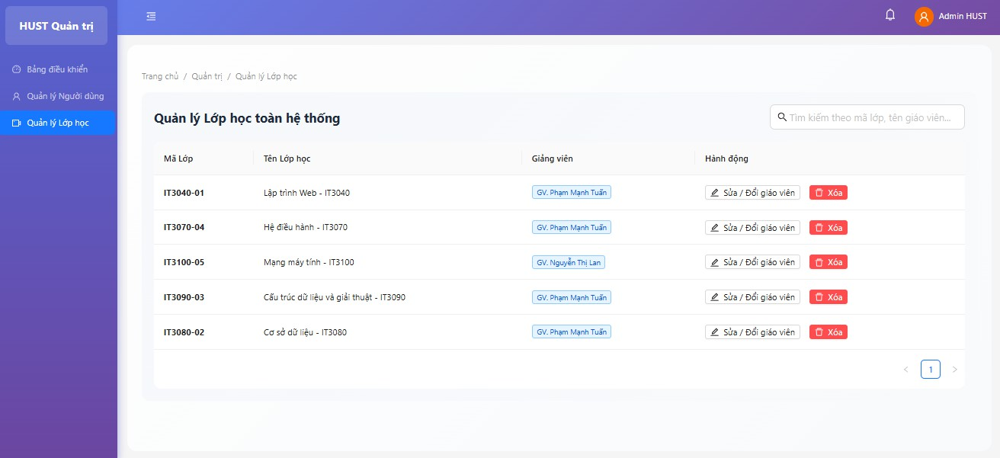 HUST Quản trị
Admin HUST
Bảng điều khiển
Quản lý Người dùng
Quản lý Lớp học
Trang chủ / Quản trị / Quản lý Lớp học
Quản lý Lớp học toàn hệ thống
Tìm kiếm theo mã lớp, tên giáo viên...
Mã Lớp Tên Lớp học Giảng viên Hành động
IT3040-01 Lập trình Web - IT3040 GV. Phạm Mạnh Tuấn Sửa / Đổi giáo viên Xóa
IT3070-04 Hệ điều hành - IT3070 GV. Phạm Mạnh Tuấn Sửa / Đổi giáo viên Xóa
IT3100-05 Mạng máy tính - IT3100 GV. Nguyễn Thị Lan Sửa / Đổi giáo viên Xóa
IT3090-03 Cấu trúc dữ liệu và giải thuật - IT3090 GV. Phạm Mạnh Tuấn Sửa / Đổi giáo viên Xóa
IT3080-02 Cơ sở dữ liệu - IT3080 GV. Phạm Mạnh Tuấn Sửa / Đổi giáo viên Xóa
< 1 >